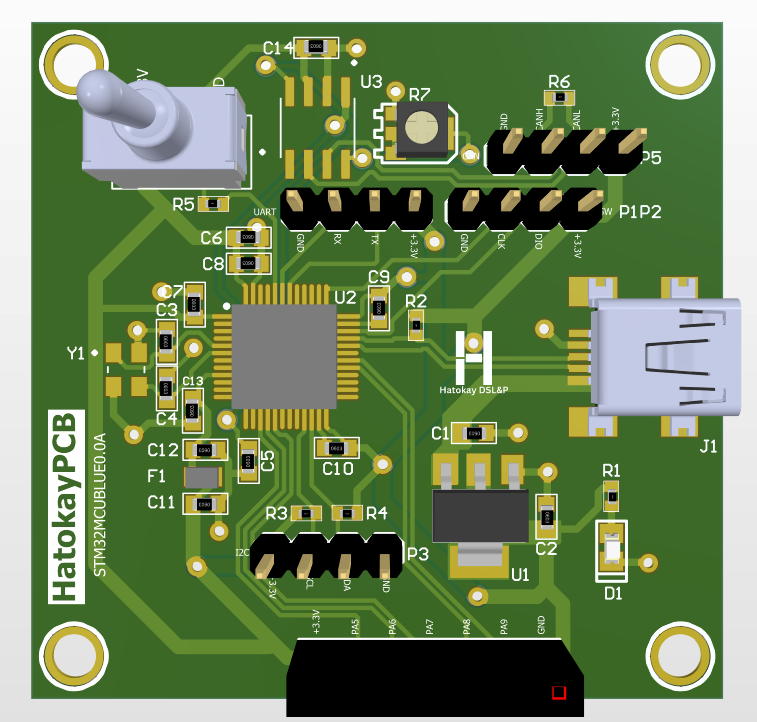 C14
U3
R7
R6
GND
CANH
CANL
+3.3V
P5
R5
UART
GND
RX
TX
+3.3V
GND
CLK
DIO
+3.3V
SW
P1P2
C6
C8
C7
C3
U2
C9
R2
Y1
C13
C4
Hatokay DSL&P
C12
F1
C11
C5
C10
C1
J1
R1
C2
U1
D1
R3
R4
I2C
P3
+3.3V
HatokayPCB
STM32MCUBLUE0.0A
+3.3V
PA5
PA6
PA7
PA8
PA9
GND